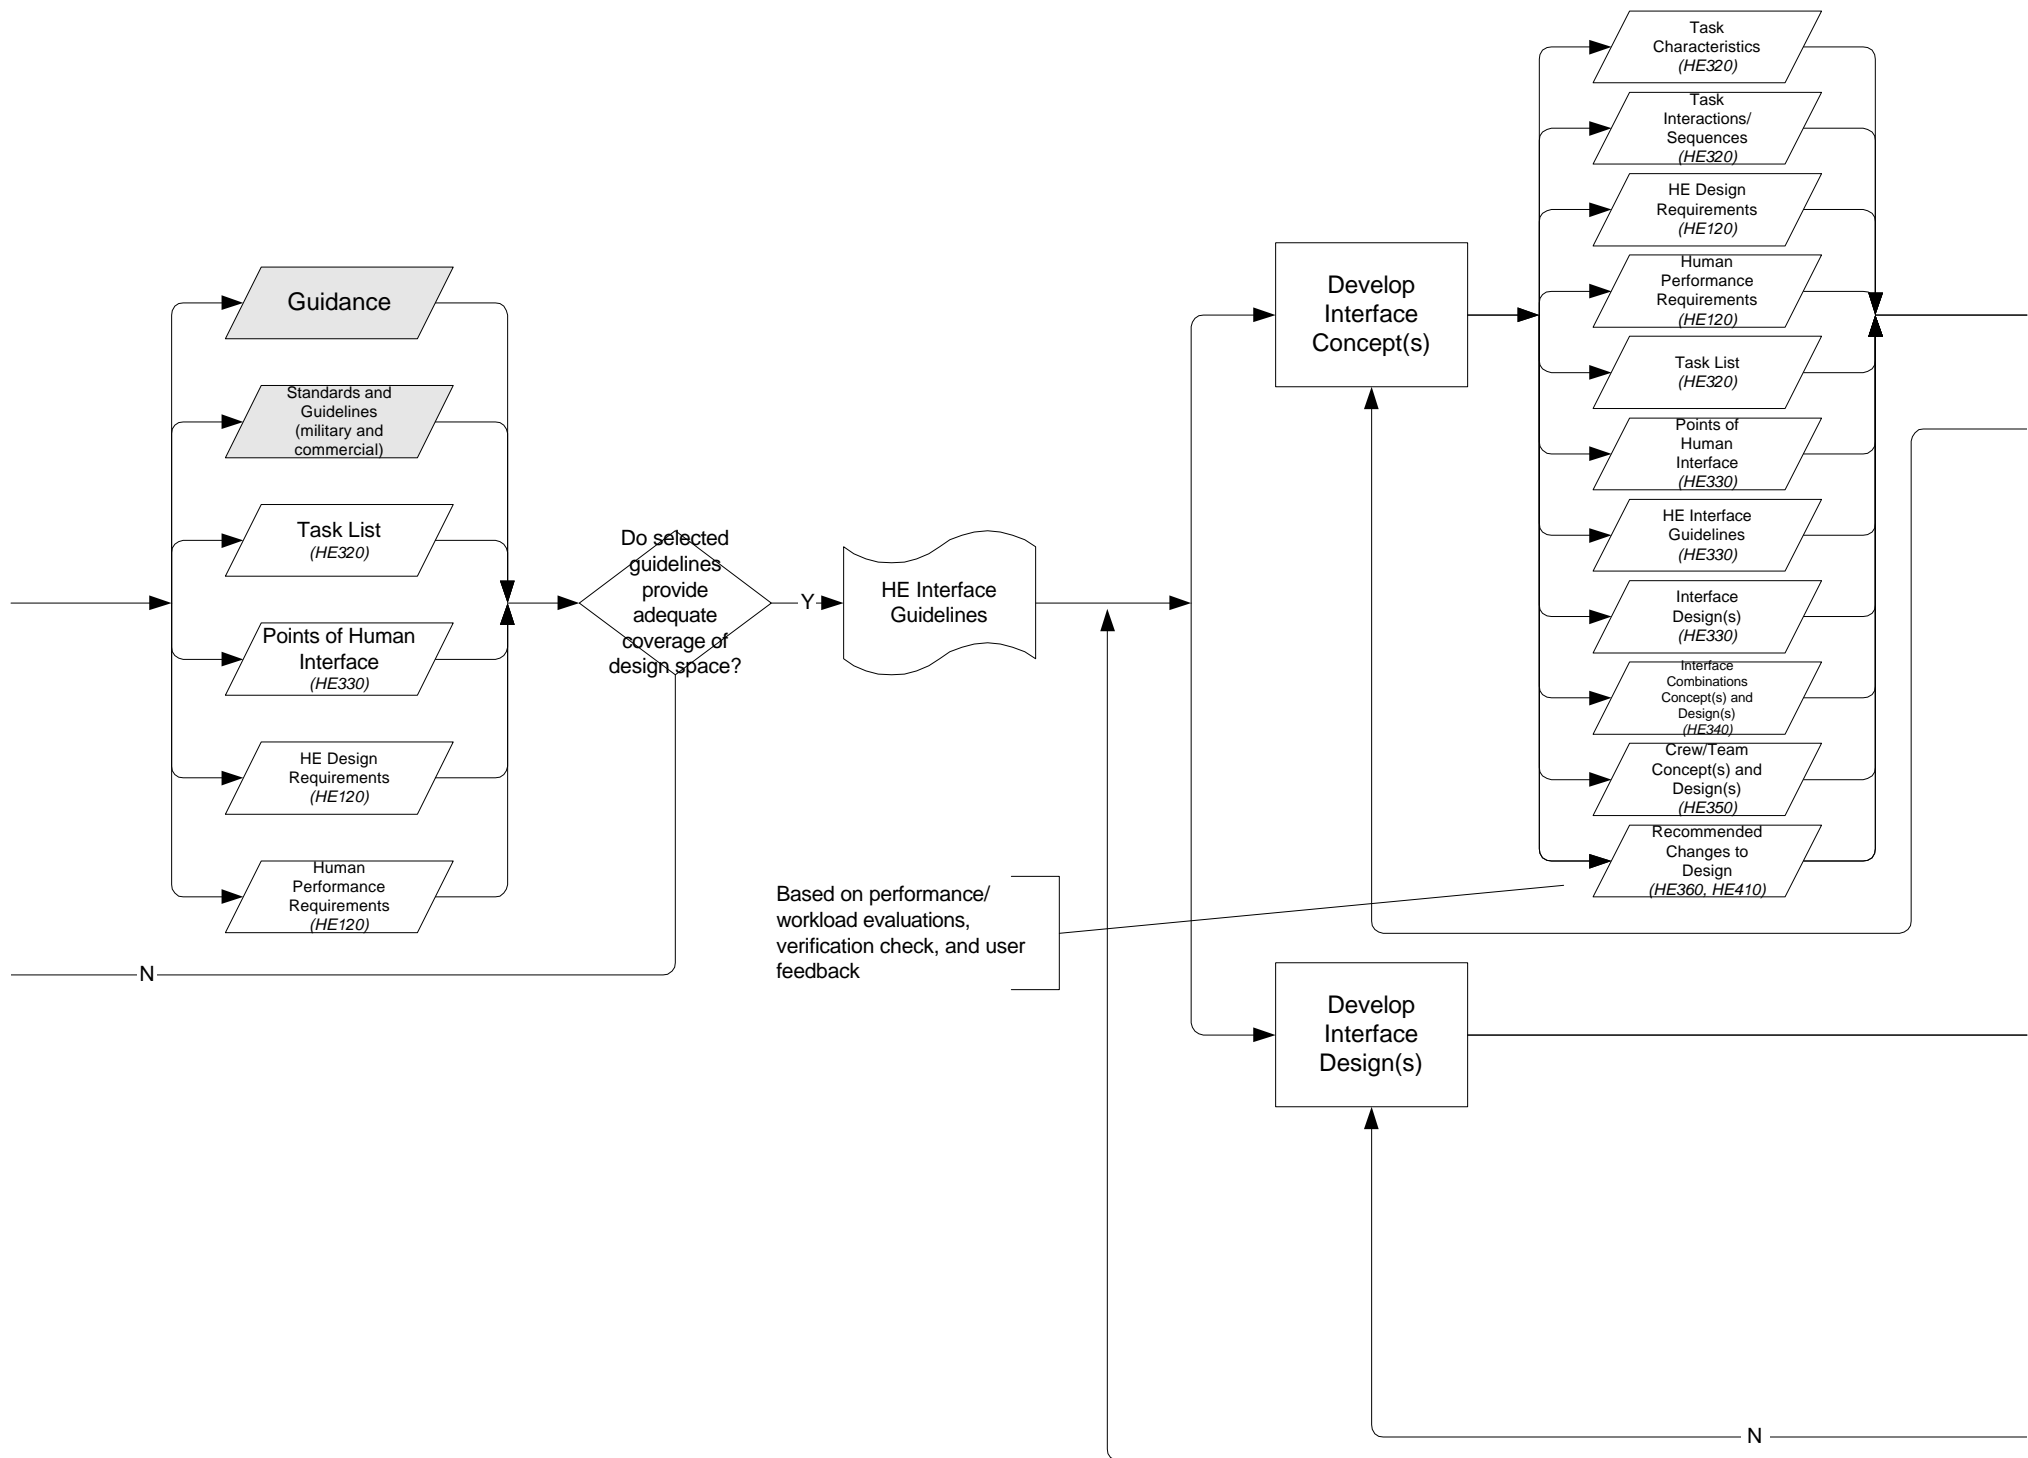 Guidance
Standards and
Guidelines
(military and
commercial)
Task List
(HE320)
Points of Human
Interface
(HE330)
HE Design
Requirements
(HE120)
Human
Performance
Requirements
(HE120)
N
Do selected
guidelines
provide
adequate
coverage of
design space?
Y
HE Interface
Guidelines
Based on performance/
workload evaluations,
verification check, and user
feedback
Develop
Interface
Concept(s)
Develop
Interface
Design(s)
Task
Characteristics
(HE320)
Task
Interactions/
Sequences
(HE320)
HE Design
Requirements
(HE120)
Human
Performance
Requirements
(HE120)
Task List
(HE320)
Points of
Human
Interface
(HE330)
HE Interface
Guidelines
(HE330)
Interface
Design(s)
(HE330)
Interface
Combinations
Concept(s) and
Design(s)
(HE340)
Crew/Team
Concept(s) and
Design(s)
(HE350)
Recommended
Changes to
Design
(HE360, HE410)
N